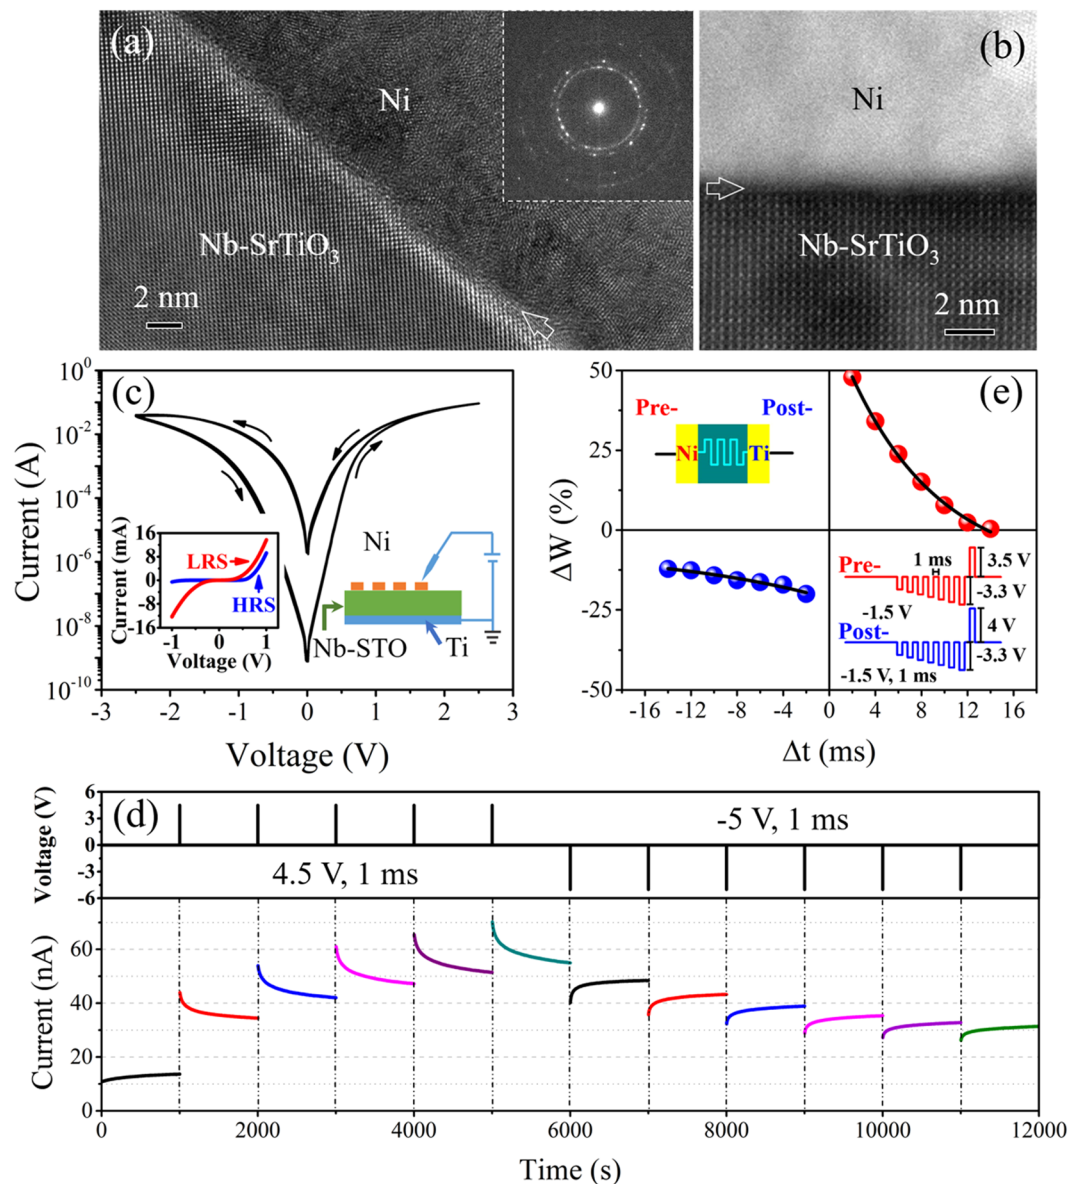 (a)
Ni
Nb-SrTiO₃
2 nm
(b)
Ni
Nb-SrTiO₃
2 nm
(c)
10⁰
10⁻²
10⁻⁴
10⁻⁶
10⁻⁸
10⁻¹⁰
Current (A)
-3 -2 -1 0 1 2 3
Voltage (V)
16
8
0
-8
-16
Current (mA)
LRS
HRS
-1 0 1
Voltage (V)
Ni
Nb-STO
Ti
(e)
50
25
0
-25
-50
ΔW (%)
Pre- Post-
Ni Ti
1 ms
3.5 V
Pre-
-3.3 V
-1.5 V
4 V
Post-
-3.3 V
-1.5 V, 1 ms
-16 -12 -8 -4 0 4 8 12 16
Δt (ms)
(d)
6
3
0
-3
-6
Voltage (V)
-5 V, 1 ms
4.5 V, 1 ms
60
40
20
0
Current (nA)
0 2000 4000 6000 8000 10000 12000
Time (s)